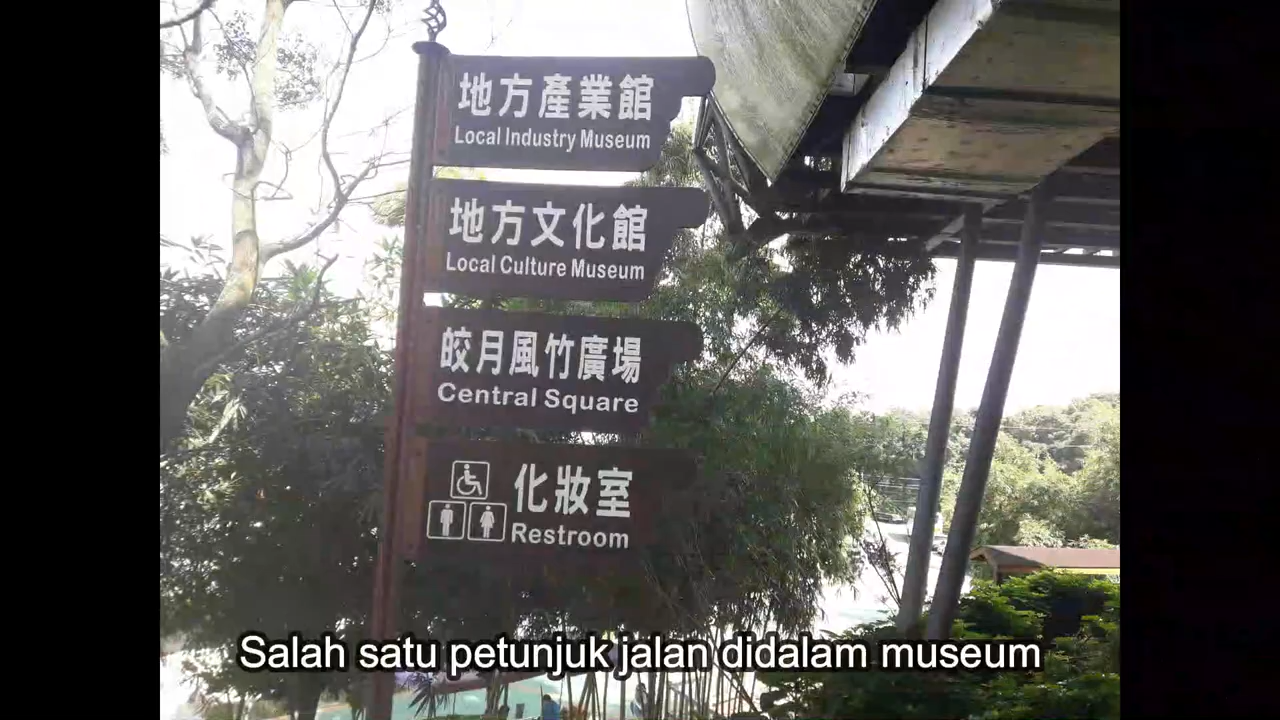 地方產業館
Local Industry Museum
地方文化館
Local Culture Museum
皎月風竹廣場
Central Square
化妝室
Restroom
Salah satu petunjuk jalan didalam museum